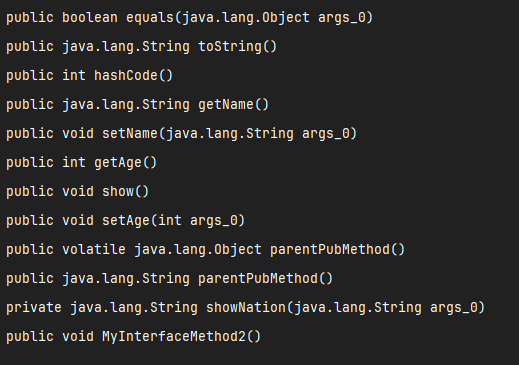 public boolean equals(java.lang.Object args_0)
public java.lang.String toString()
public int hashCode()
public java.lang.String getName()
public void setName(java.lang.String args_0)
public int getAge()
public void show()
public void setAge(int args_0)
public volatile java.lang.Object parentPubMethod()
public java.lang.String parentPubMethod()
private java.lang.String showNation(java.lang.String args_0)
public void MyInterfaceMethod2()